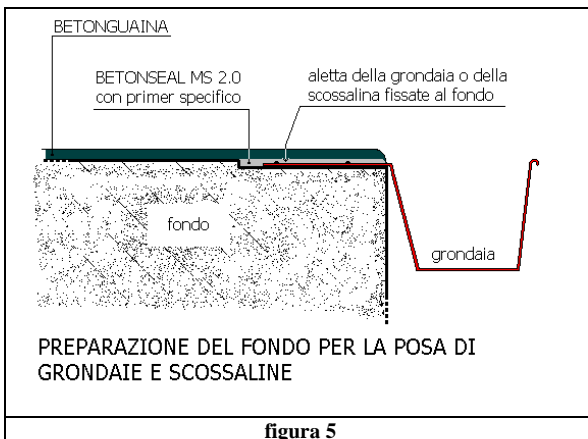 BETONGUAINA
BETONSEAL MS 2.0
con primer specifico
aletta della grondaia o della
scossalina fissate al fondo
fondo
grondaia
PREPARAZIONE DEL FONDO PER LA POSA DI
GRONDAIE E SCOSSALINE
figura 5